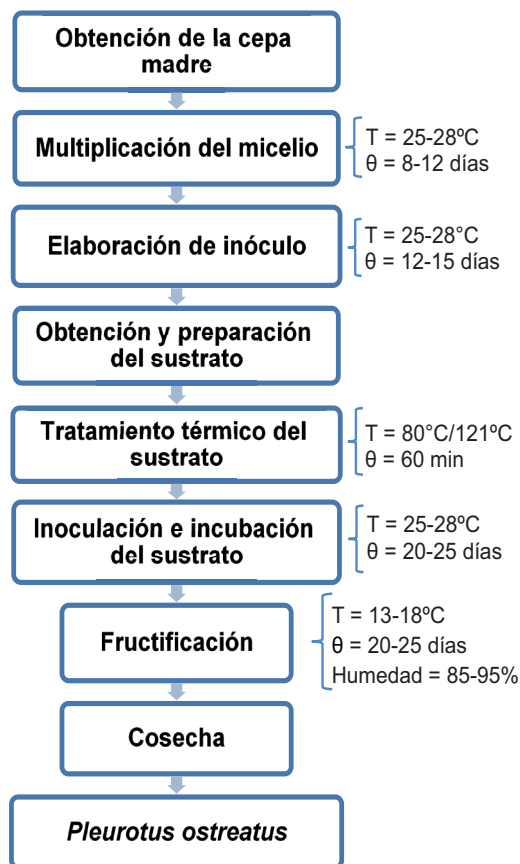 Obtención de la cepa
madre
Multiplicación del micelio
T = 25-28ºC
θ = 8-12 días
Elaboración de inóculo
T = 25-28°C
θ = 12-15 días
Obtención y preparación
del sustrato
Tratamiento térmico del
sustrato
T = 80°C/121ºC
θ = 60 min
Inoculación e incubación
del sustrato
T = 25-28ºC
θ = 20-25 días
Fructificación
T = 13-18ºC
θ = 20-25 días
Humedad = 85-95%
Cosecha
Pleurotus ostreatus